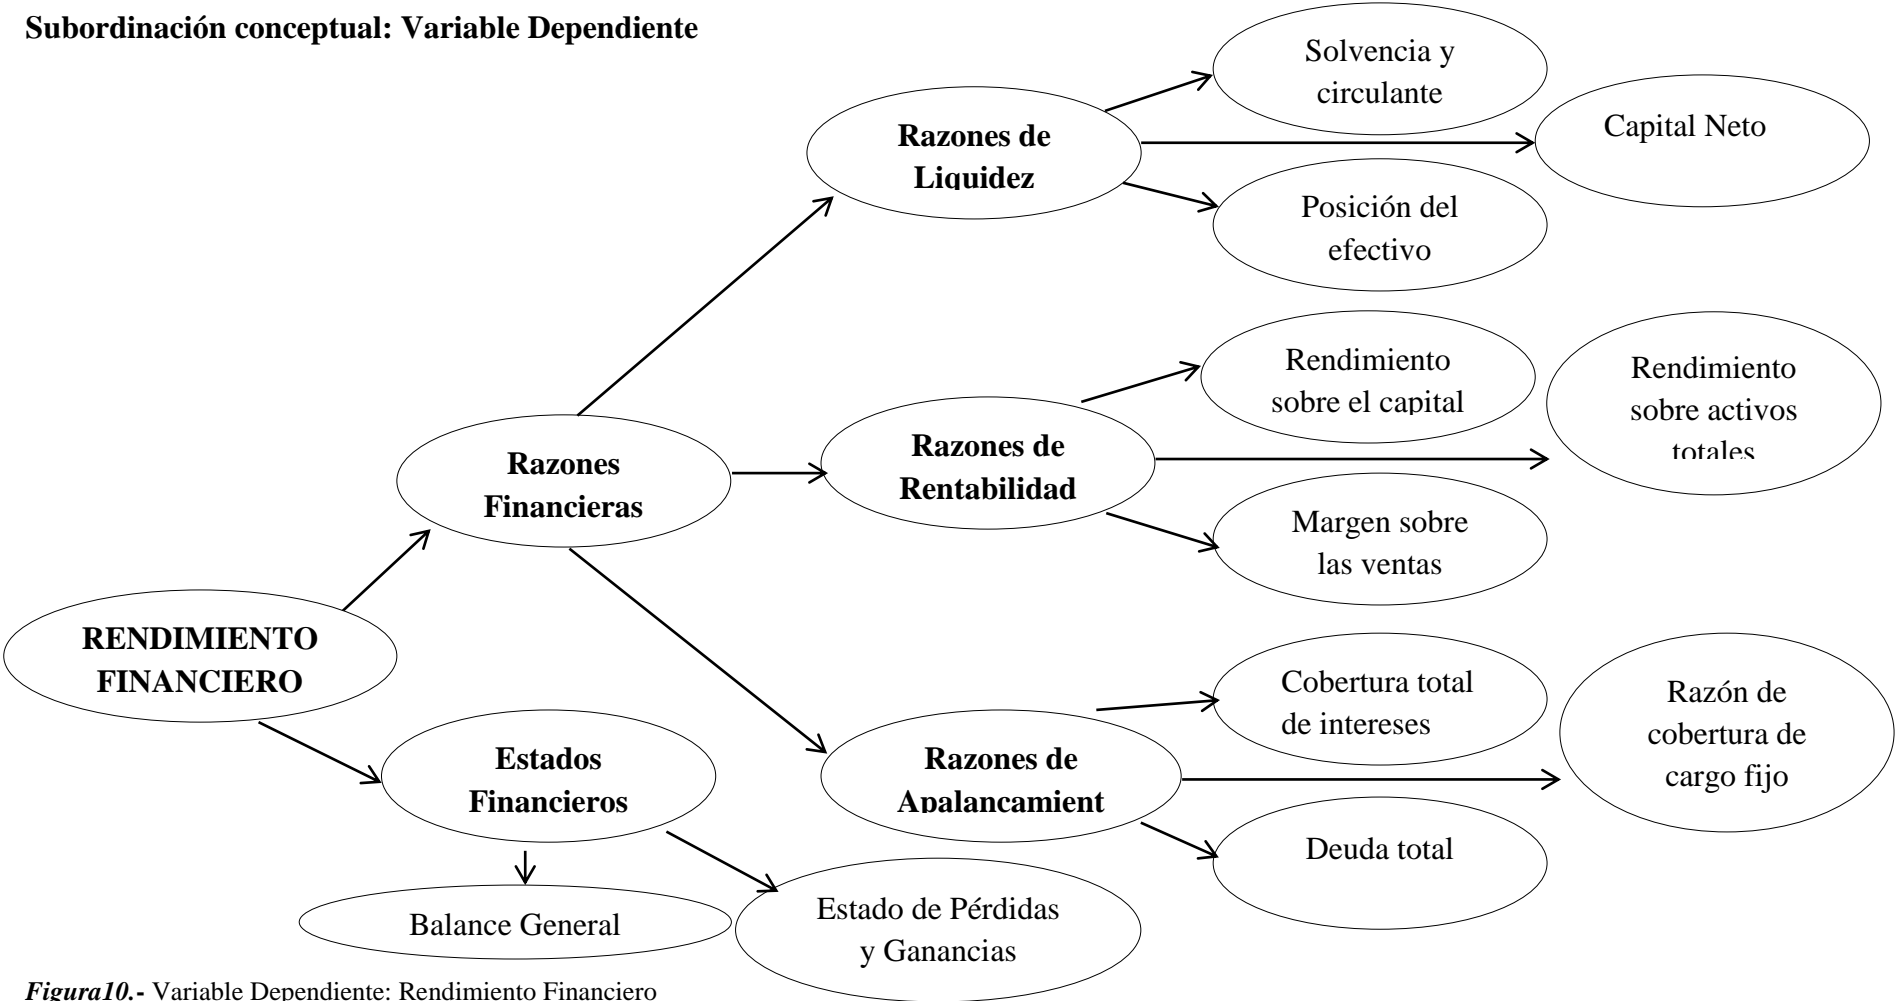 Subordinación conceptual: Variable Dependiente
Solvencia y
circulante
Razones de
Liquidez
Capital Neto
Posición del
efectivo
Rendimiento
sobre el capital
Rendimiento
sobre activos
totales
Razones de
Rentabilidad
Razones
Financieras
Margen sobre
las ventas
RENDIMIENTO
FINANCIERO
Cobertura total
de intereses
Razón de
cobertura de
cargo fijo
Estados
Financieros
Razones de
Apalancamient
Deuda total
Balance General
Estado de Pérdidas
y Ganancias
Figura10.- Variable Dependiente: Rendimiento Financiero